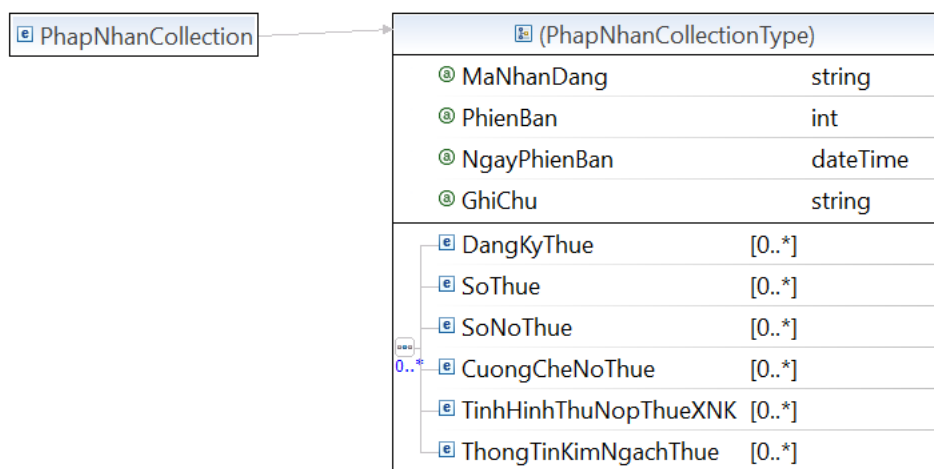 e PhapNhanCollection
(PhapNhanCollectionType)
a MaNhanDang string
a PhienBan int
a NgayPhienBan dateTime
a GhiChu string
e DangKyThue [0..*]
e SoThue [0..*]
e SoNoThue [0..*]
0..*
e CuongCheNoThue [0..*]
e TinhHinhThuNopThueXNK [0..*]
e ThongTinKimNgachThue [0..*]